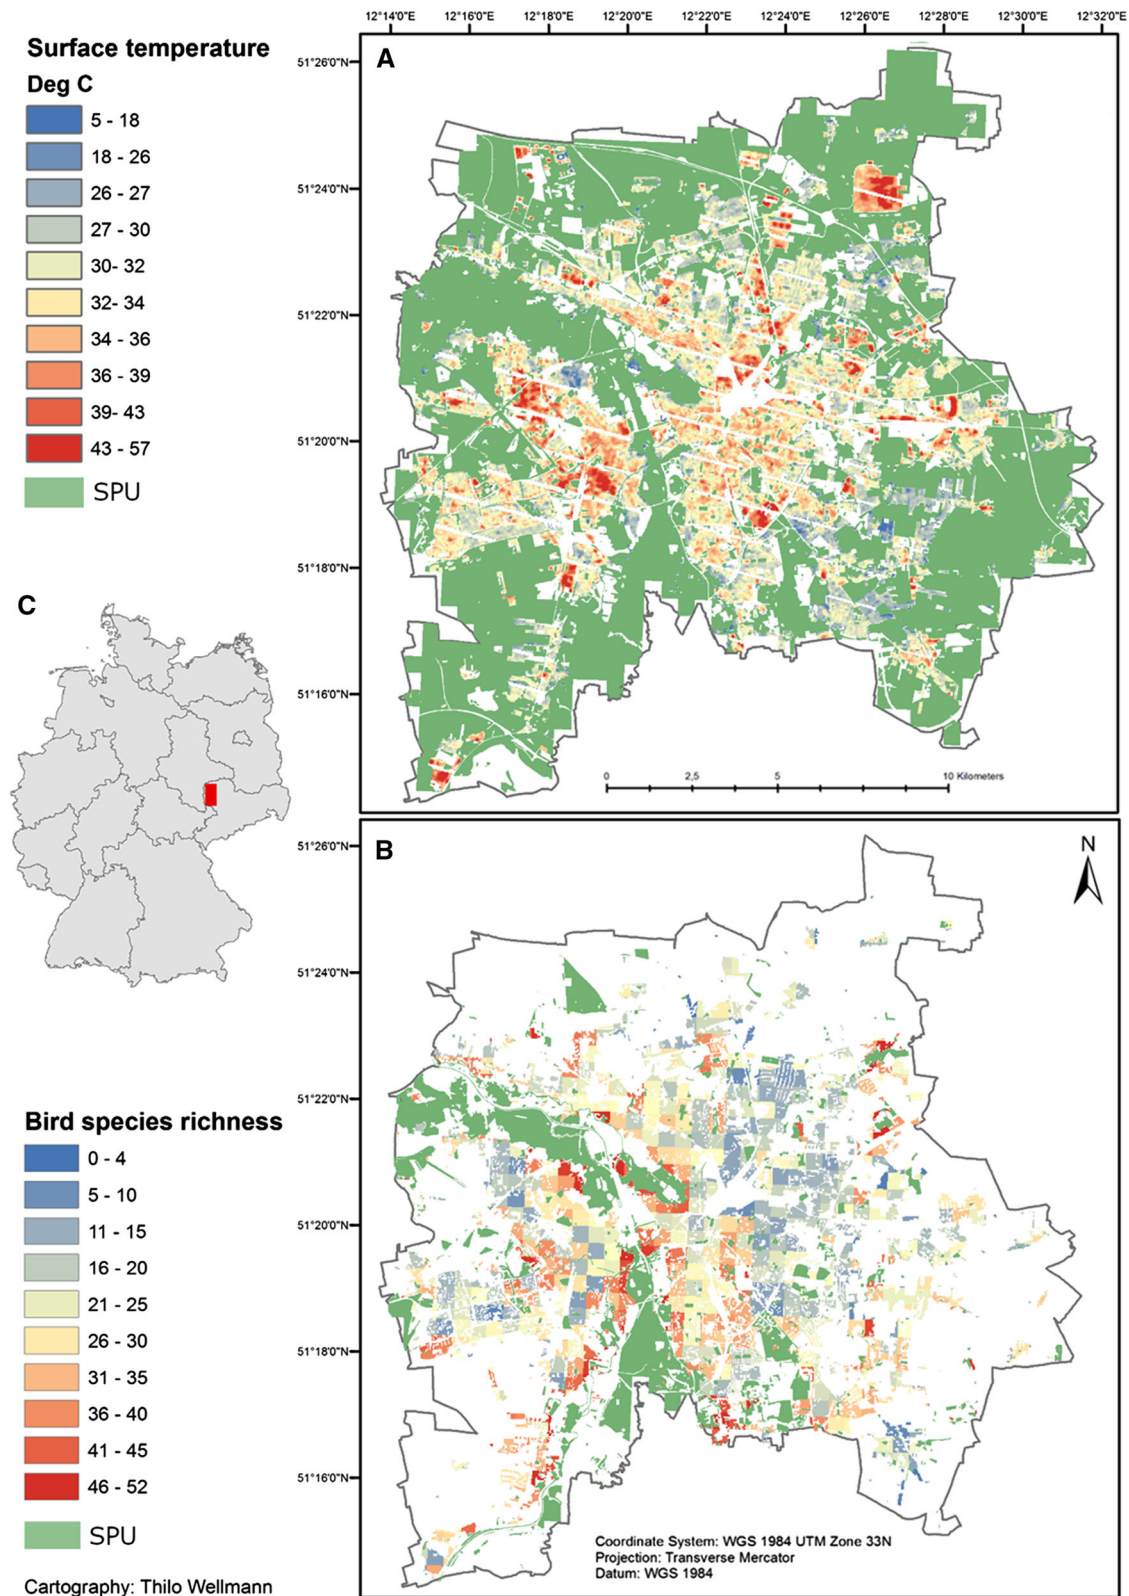 12°14'0"E 12°16'0"E 12°18'0"E 12°20'0"E 12°22'0"E 12°24'0"E 12°26'0"E 12°28'0"E 12°30'0"E 12°32'0"E
Surface temperature
Deg C
5 - 18
18 - 26
26 - 27
27 - 30
30- 32
32- 34
34 - 36
36 - 39
39- 43
43 - 57
SPU
A
51°26'0"N
51°24'0"N
51°22'0"N
51°20'0"N
51°18'0"N
51°16'0"N
0 2,5 5 10 Kilometers
C
B
N
51°26'0"N
51°24'0"N
51°22'0"N
51°20'0"N
51°18'0"N
51°16'0"N
Bird species richness
0 - 4
5 - 10
11 - 15
16 - 20
21 - 25
26 - 30
31 - 35
36 - 40
41 - 45
46 - 52
SPU
Cartography: Thilo Wellmann
Coordinate System: WGS 1984 UTM Zone 33N
Projection: Transverse Mercator
Datum: WGS 1984